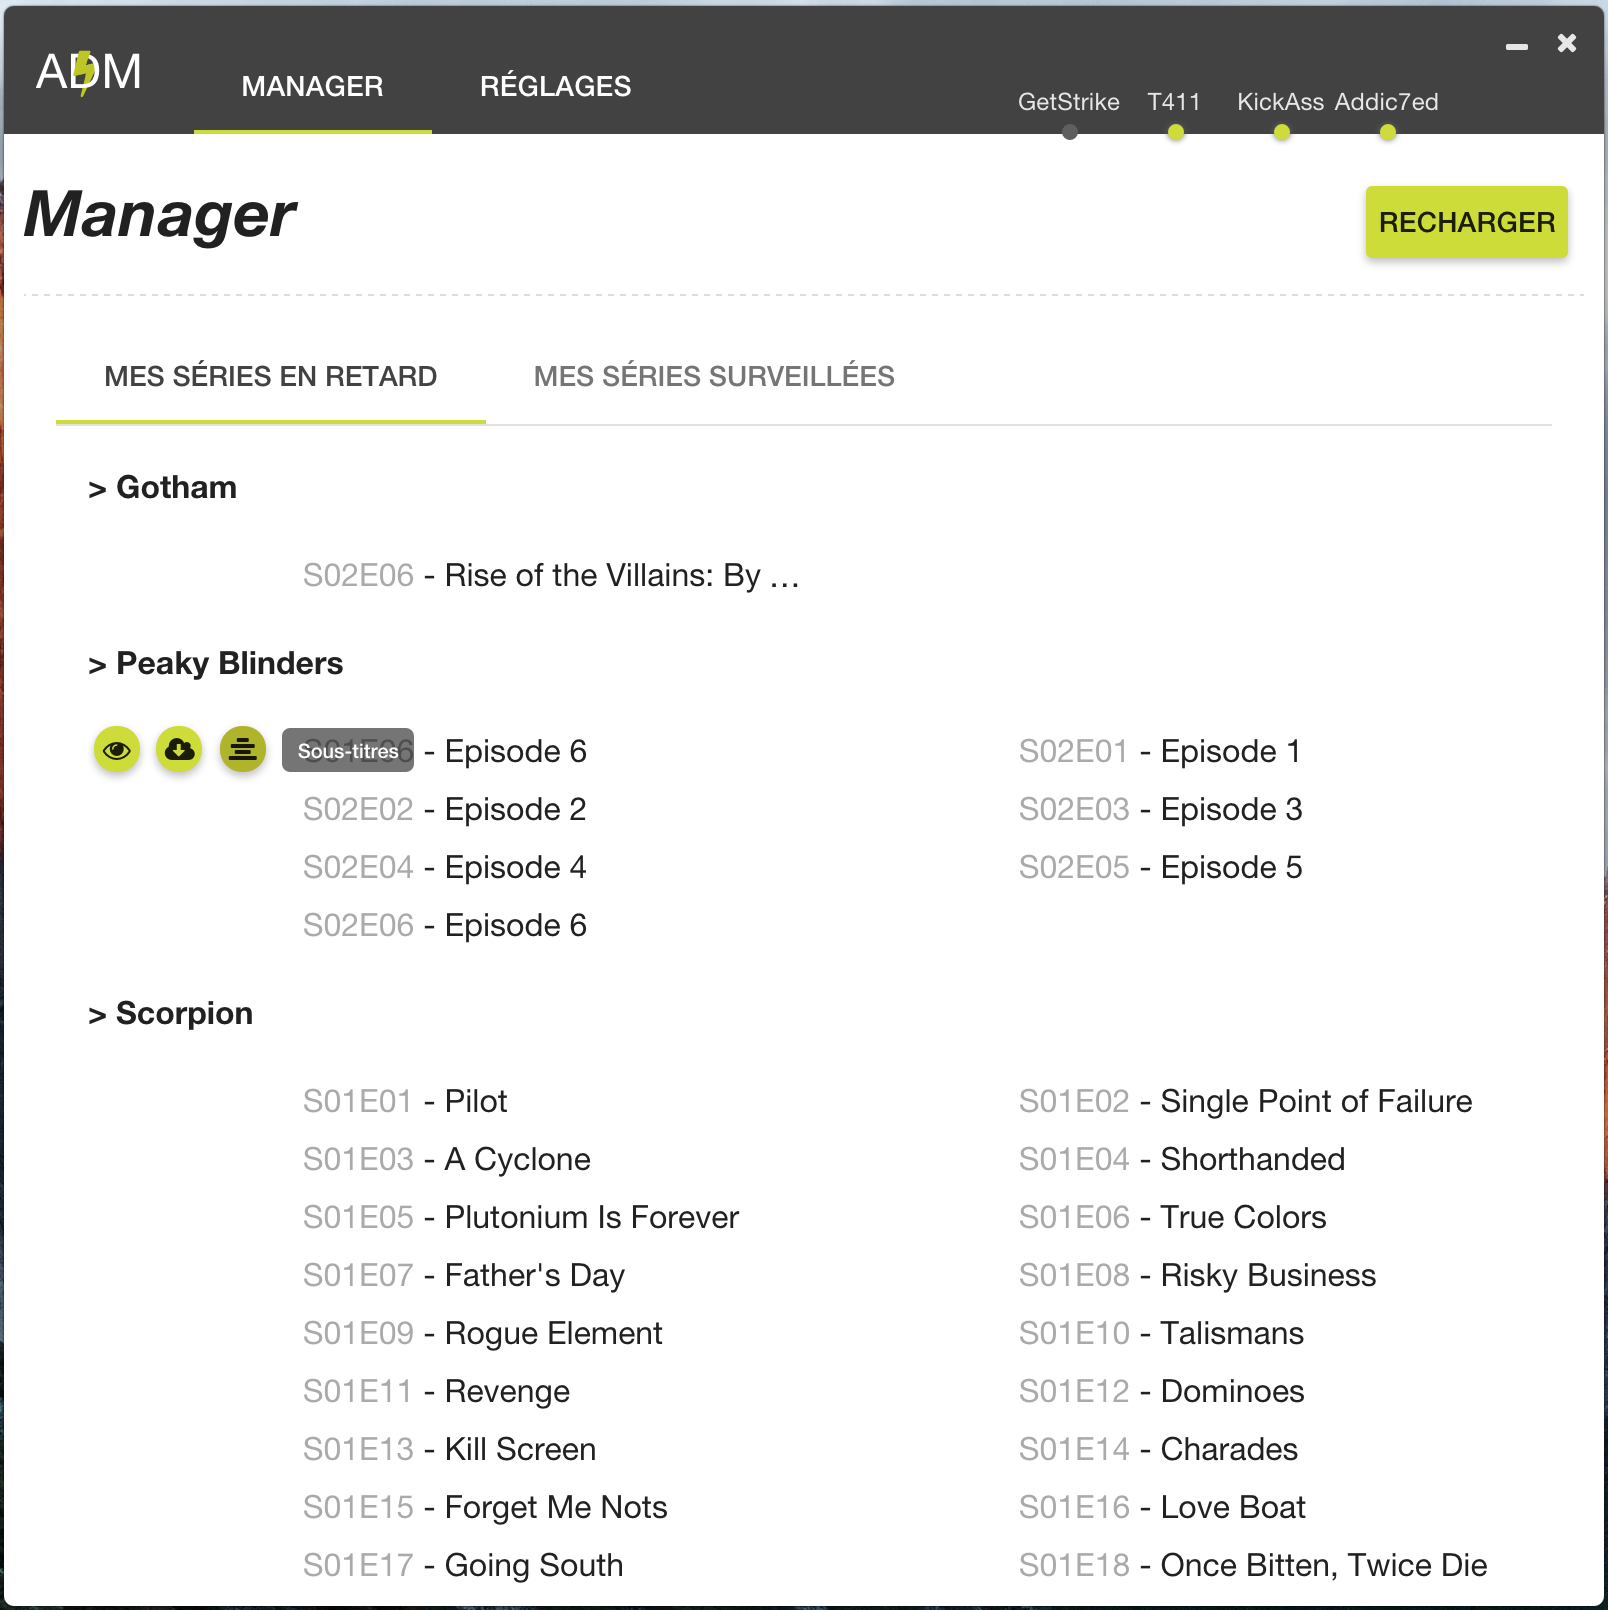 ADM
MANAGER
RÉGLAGES
GetStrike
T411
KickAss
Addic7ed
Manager
RECHARGER
MES SÉRIES EN RETARD
MES SÉRIES SURVEILLÉES
> Gotham
S02E06 - Rise of the Villains: By …
> Peaky Blinders
Sous-titres
S01E06 - Episode 6
S02E01 - Episode 1
S02E02 - Episode 2
S02E03 - Episode 3
S02E04 - Episode 4
S02E05 - Episode 5
S02E06 - Episode 6
> Scorpion
S01E01 - Pilot
S01E02 - Single Point of Failure
S01E03 - A Cyclone
S01E04 - Shorthanded
S01E05 - Plutonium Is Forever
S01E06 - True Colors
S01E07 - Father's Day
S01E08 - Risky Business
S01E09 - Rogue Element
S01E10 - Talismans
S01E11 - Revenge
S01E12 - Dominoes
S01E13 - Kill Screen
S01E14 - Charades
S01E15 - Forget Me Nots
S01E16 - Love Boat
S01E17 - Going South
S01E18 - Once Bitten, Twice Die